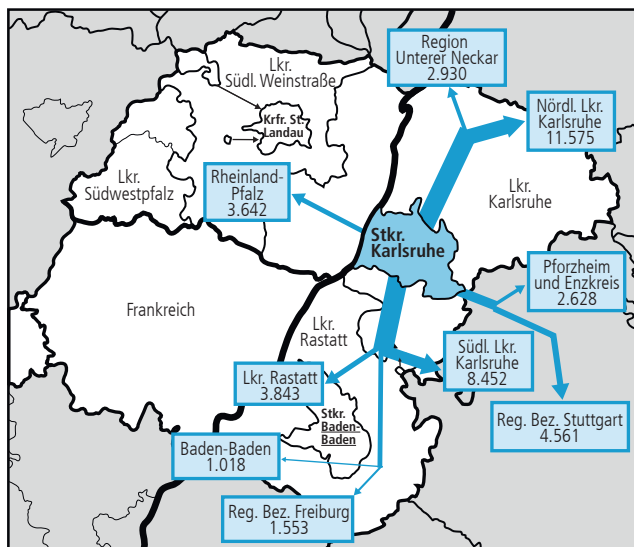 Region
Unterer Neckar
2.930
Lkr.
Südl. Weinstraße
Nördl. Lkr.
Karlsruhe
11.575
Krfr. St.
Landau
Lkr.
Südwestpfalz
Rheinland-
Pfalz
3.642
Lkr.
Karlsruhe
Stkr.
Karlsruhe
Pforzheim
und Enzkreis
2.628
Frankreich
Lkr.
Rastatt
Südl. Lkr.
Karlsruhe
8.452
Lkr. Rastatt
3.843
Stkr.
Baden-
Baden
Reg. Bez. Stuttgart
4.561
Baden-Baden
1.018
Reg. Bez. Freiburg
1.553